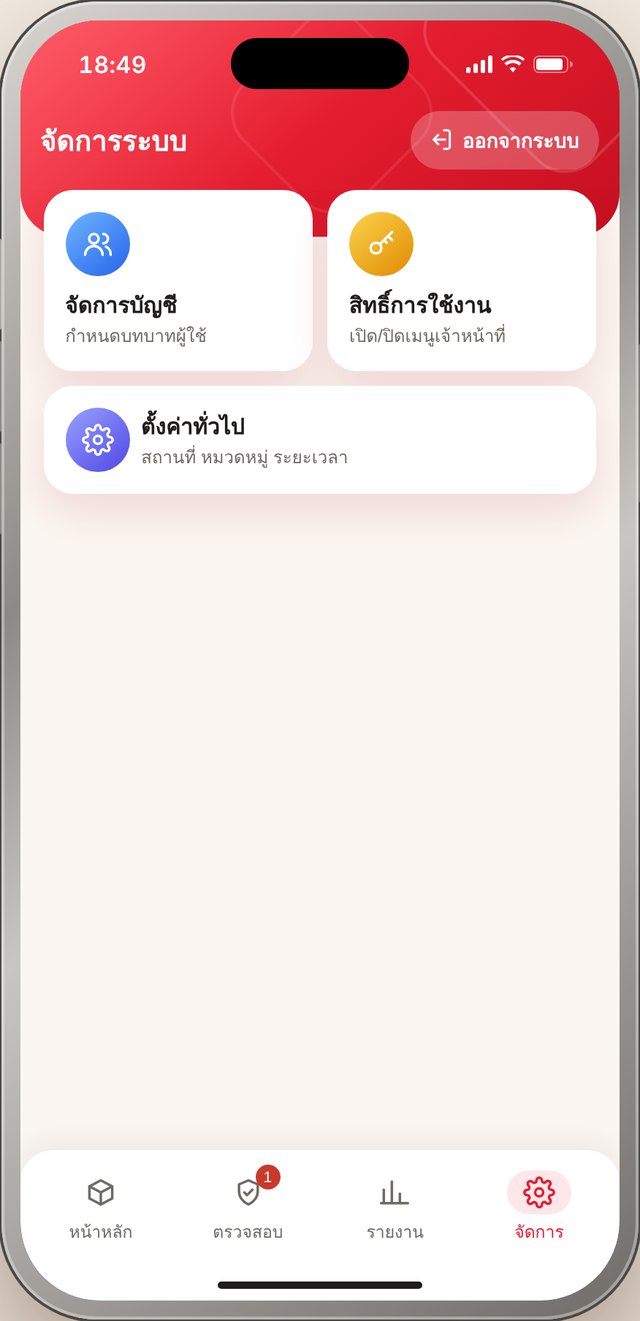 18:49
จัดการระบบ
ออกจากระบบ
จัดการบัญชี
กำหนดบทบาทผู้ใช้
สิทธิ์การใช้งาน
เปิด/ปิดเมนูเจ้าหน้าที่
ตั้งค่าทั่วไป
สถานที่ หมวดหมู่ ระยะเวลา
1
หน้าหลัก
ตรวจสอบ
รายงาน
จัดการ